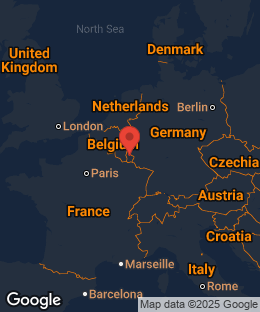 North Sea
Denmark
United
Kingdom
Netherlands
Berlin
London
Germany
Belgium
Czechia
Paris
Austria
France
Croatia
Marseille
Italy
Rome
Barcelona
Google
Map data ©2025 Google